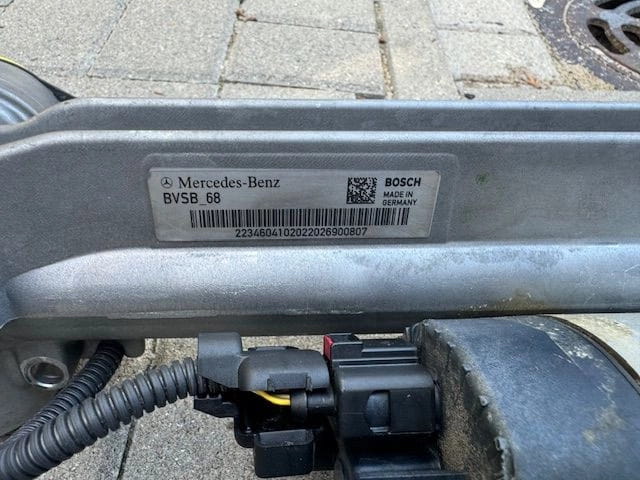 Mercedes-Benz
BVSB_68
BOSCH
MADE IN
GERMANY
2234604102022026900807